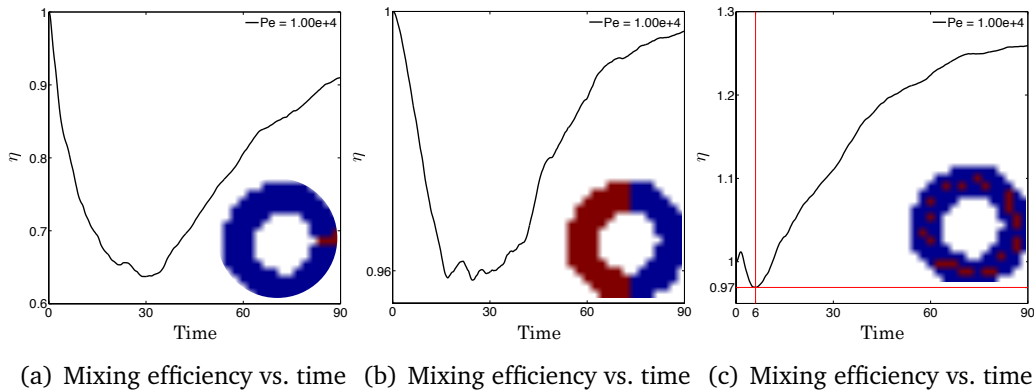 1
0.9
0.8
0.7
0.6
η
0 30 60 90
Time
Pe = 1.00e+4
1
0.96
η
0 30 60 90
Time
Pe = 1.00e+4
1.3
1.2
1.1
1
0.97
η
0 6 30 60 90
Time
Pe = 1.00e+4
(a) Mixing efficiency vs. time
(b) Mixing efficiency vs. time
(c) Mixing efficiency vs. time